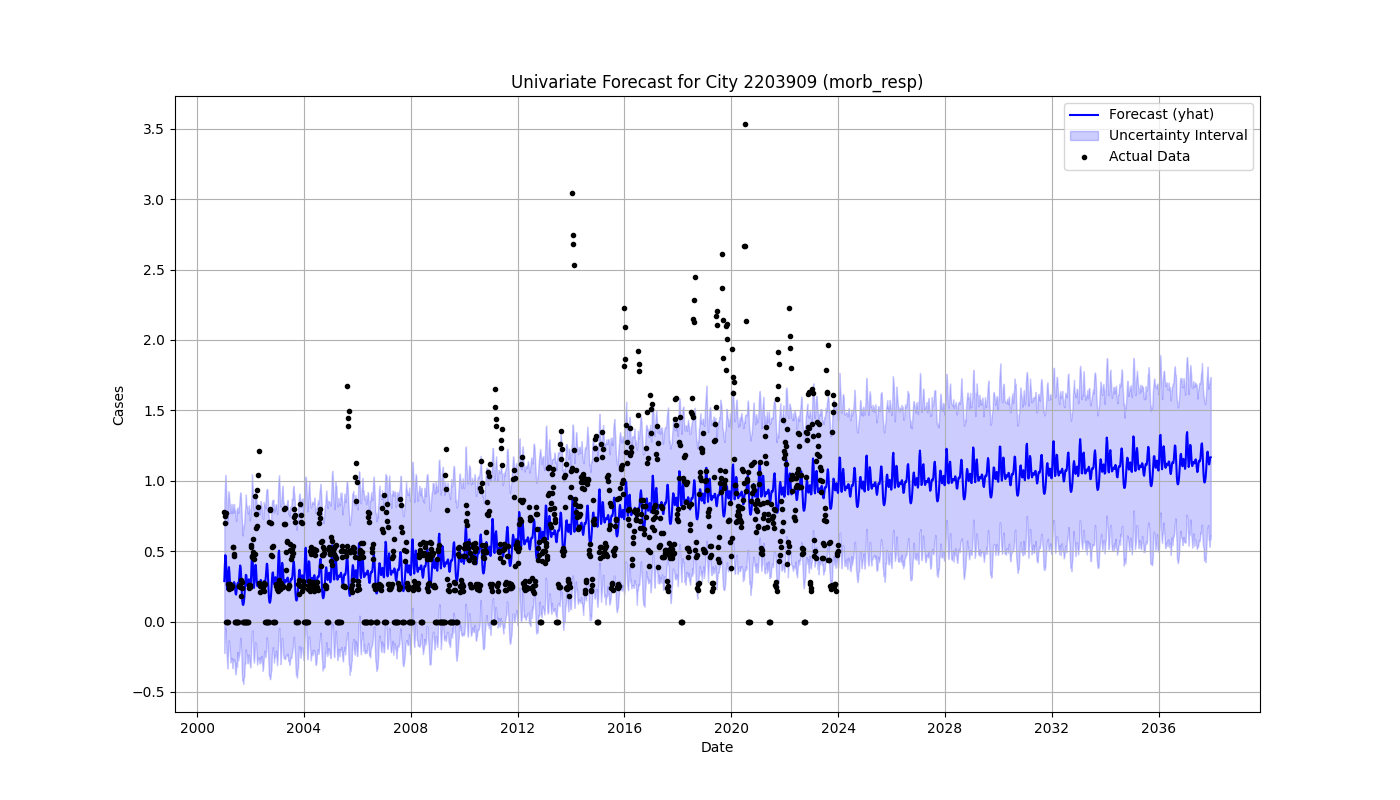 Univariate Forecast for City 2203909 (morb_resp)
Forecast (yhat)
Uncertainty Interval
Actual Data
Cases
3.5
3.0
2.5
2.0
1.5
1.0
0.5
0.0
−0.5
2000 2004 2008 2012 2016 2020 2024 2028 2032 2036
Date